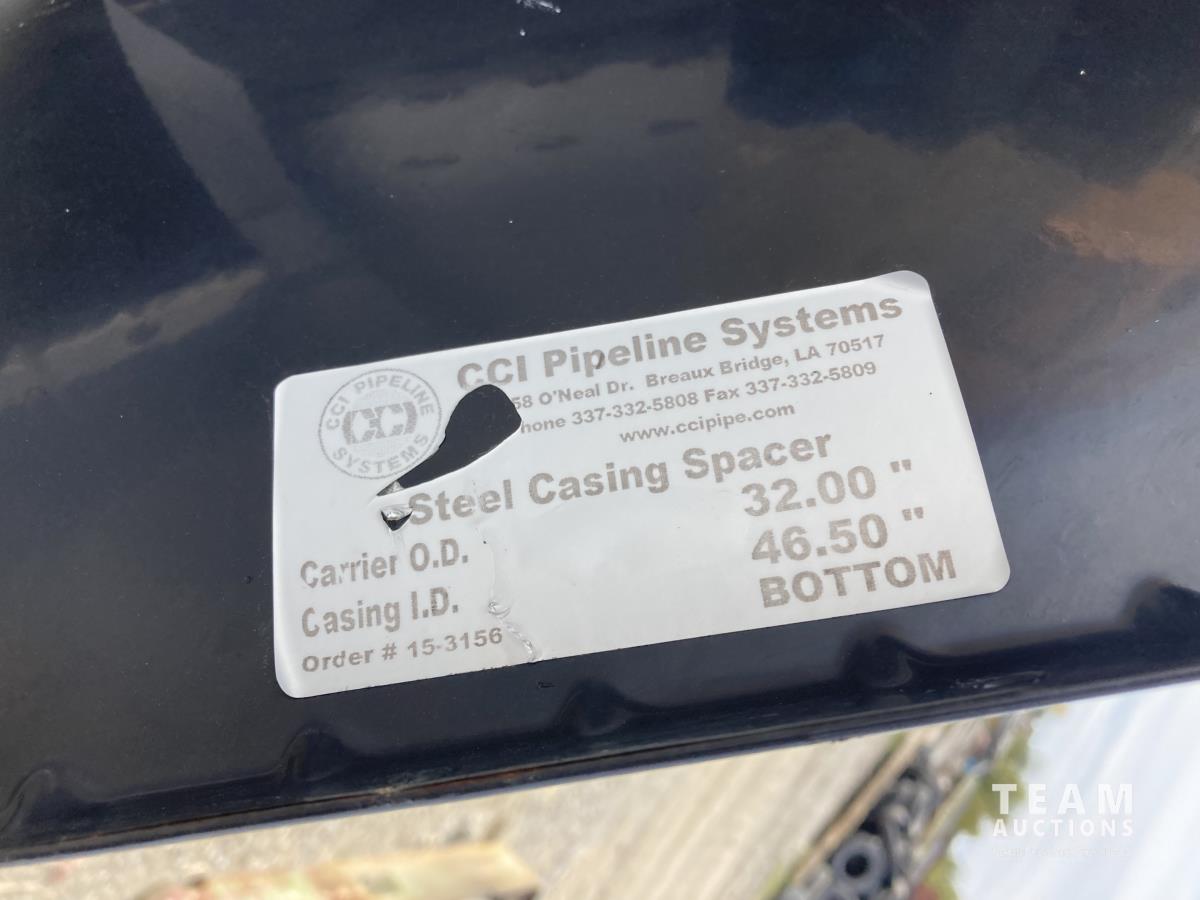 CCI PIPELINE
CCI
SYSTEMS
CCI Pipeline Systems
58 O'Neal Dr. Breaux Bridge, LA 70517
hone 337-332-5808 Fax 337-332-5809
www.ccipipe.com
Steel Casing Spacer
Carrier O.D. 32.00 "
Casing I.D. 46.50 "
Order # 15-3156 BOTTOM
TEAM
AUCTIONS